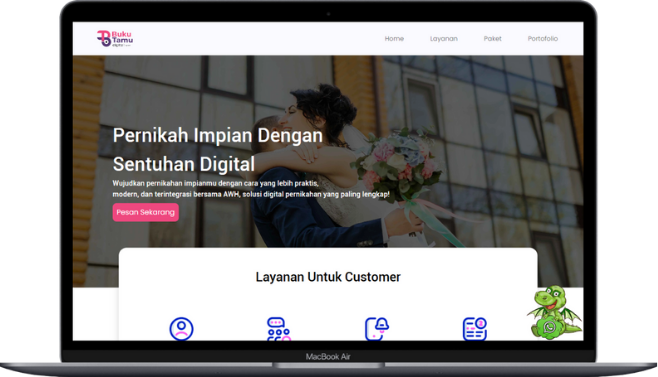 Buku
Tamu
Home Layanan Paket Portofolio
Pernikah Impian Dengan
Sentuhan Digital
Wujudkan pernikahan impianmu dengan cara yang lebih praktis,
modern, dan terintegrasi bersama AWH, solusi digital pernikahan yang paling lengkap!
Pesan Sekarang
Layanan Untuk Customer
MacBook Air